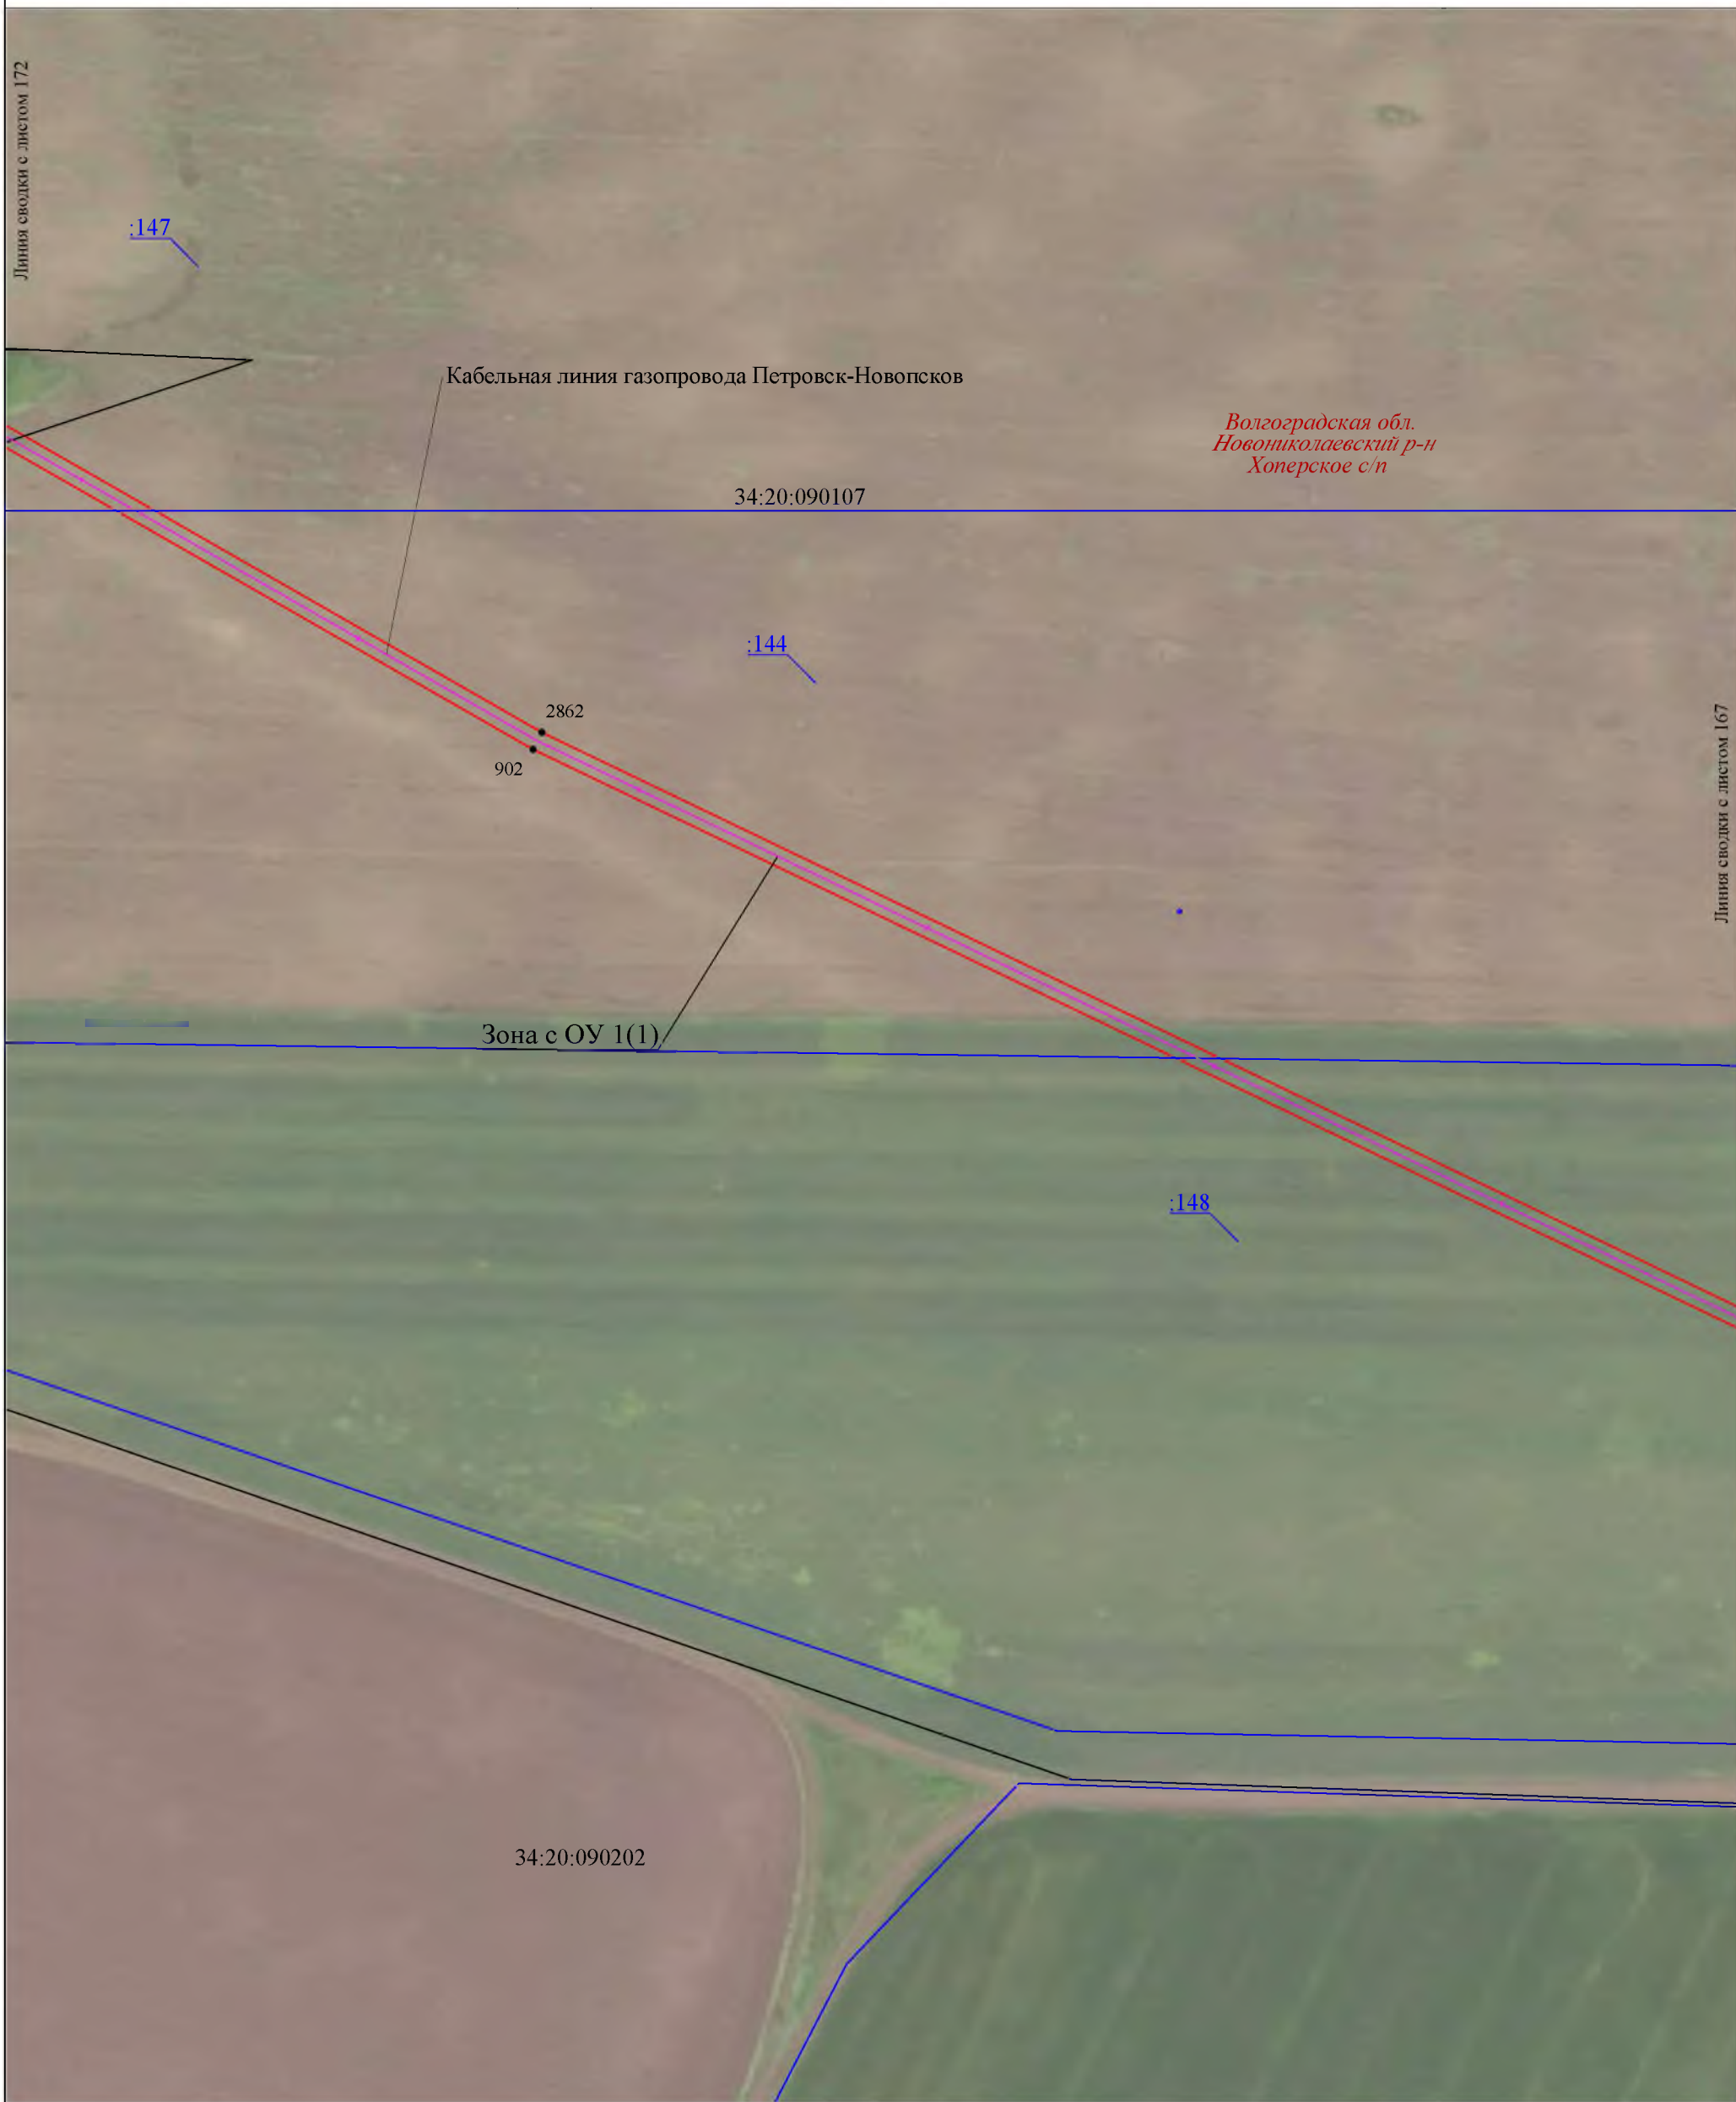 Линия сводки с листом 172
:147
Кабельная линия газопровода Петровск-Новопсков
Волгоградская обл.
Новониколаевский р-н
Хоперское с/п
34:20:090107
:144
2862
902
Линия сводки с листом 167
Зона с ОУ 1(1)
:148
34:20:090202